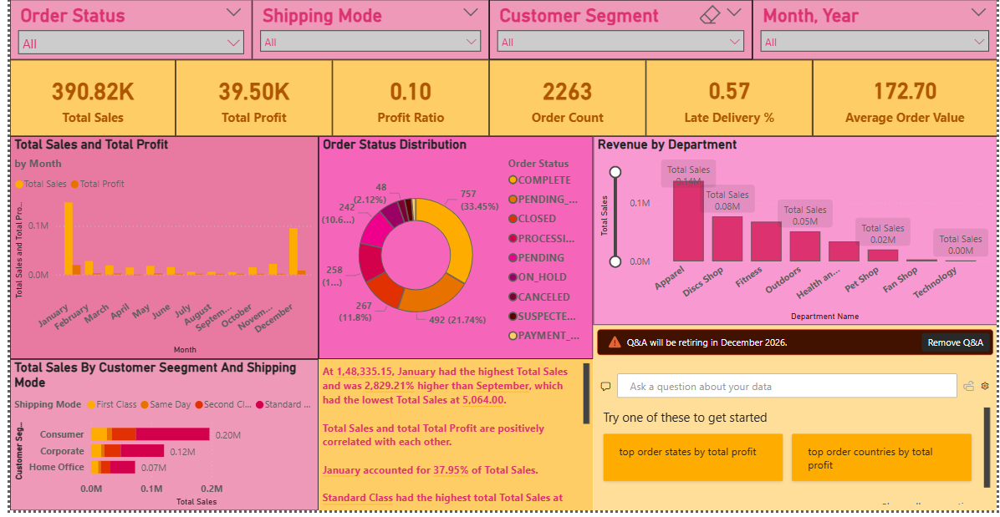 Order Status
All
Shipping Mode
All
Customer Segment
All
Month, Year
All
390.82K
Total Sales
39.50K
Total Profit
0.10
Profit Ratio
2263
Order Count
0.57
Late Delivery %
172.70
Average Order Value
Total Sales and Total Profit
by Month
Total Sales
Total Profit
Total Sales and Total Pro...
0.1M
0.0M
January
February
March
April
May
June
July
August
Septem...
October
Novem...
December
Month
Order Status Distribution
48
(2.12%)
757
(33.45%)
242
(10.6...)
258
(1...)
267
(11.8%)
492 (21.74%)
Order Status
COMPLETE
PENDING_...
CLOSED
PROCESSI...
PENDING
ON_HOLD
CANCELED
SUSPECTE...
PAYMENT_...
Revenue by Department
Total Sales
0.1M
0.0M
Total Sales
0.14M
Total Sales
0.08M
Total Sales
0.05M
Total Sales
0.02M
Total Sales
0.00M
Apparel
Discs Shop
Fitness
Outdoors
Health an...
Pet Shop
Fan Shop
Technology
Department Name
Total Sales By Customer Seegment And Shipping
Mode
Shipping Mode
First Class
Same Day
Second Cl...
Standard ...
Customer Seg...
Consumer
0.20M
Corporate
0.12M
Home Office
0.07M
0.0M
0.1M
0.2M
Total Sales
At 1,48,335.15, January had the highest Total Sales
and was 2,829.21% higher than September, which
had the lowest Total Sales at 5,064.00.
Total Sales and total Total Profit are positively
correlated with each other.
January accounted for 37.95% of Total Sales.
Standard Class had the highest total Total Sales at
Q&A will be retiring in December 2026.
Remove Q&A
Ask a question about your data
Try one of these to get started
top order states by total profit
top order countries by total
profit